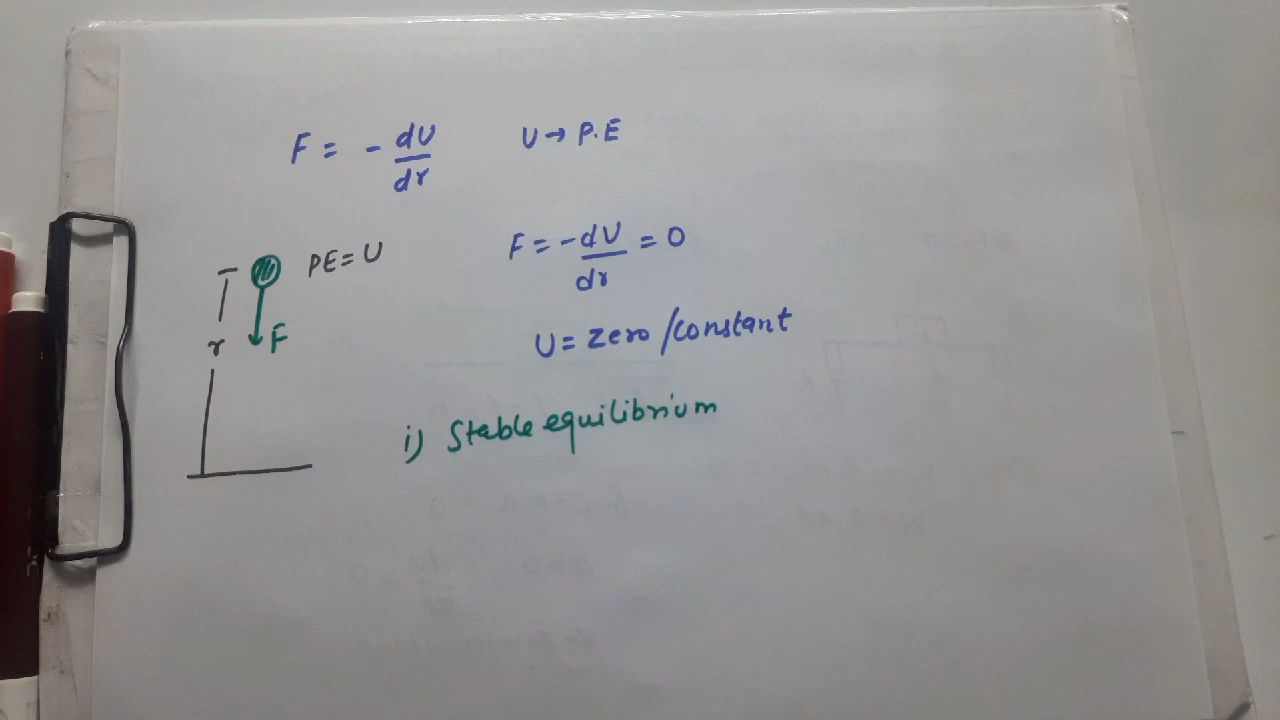 F = - dU/dr U → P.E
PE = U
F = - dU/dr = 0
r
F
U = zero /constant
i) Stable equilibrium